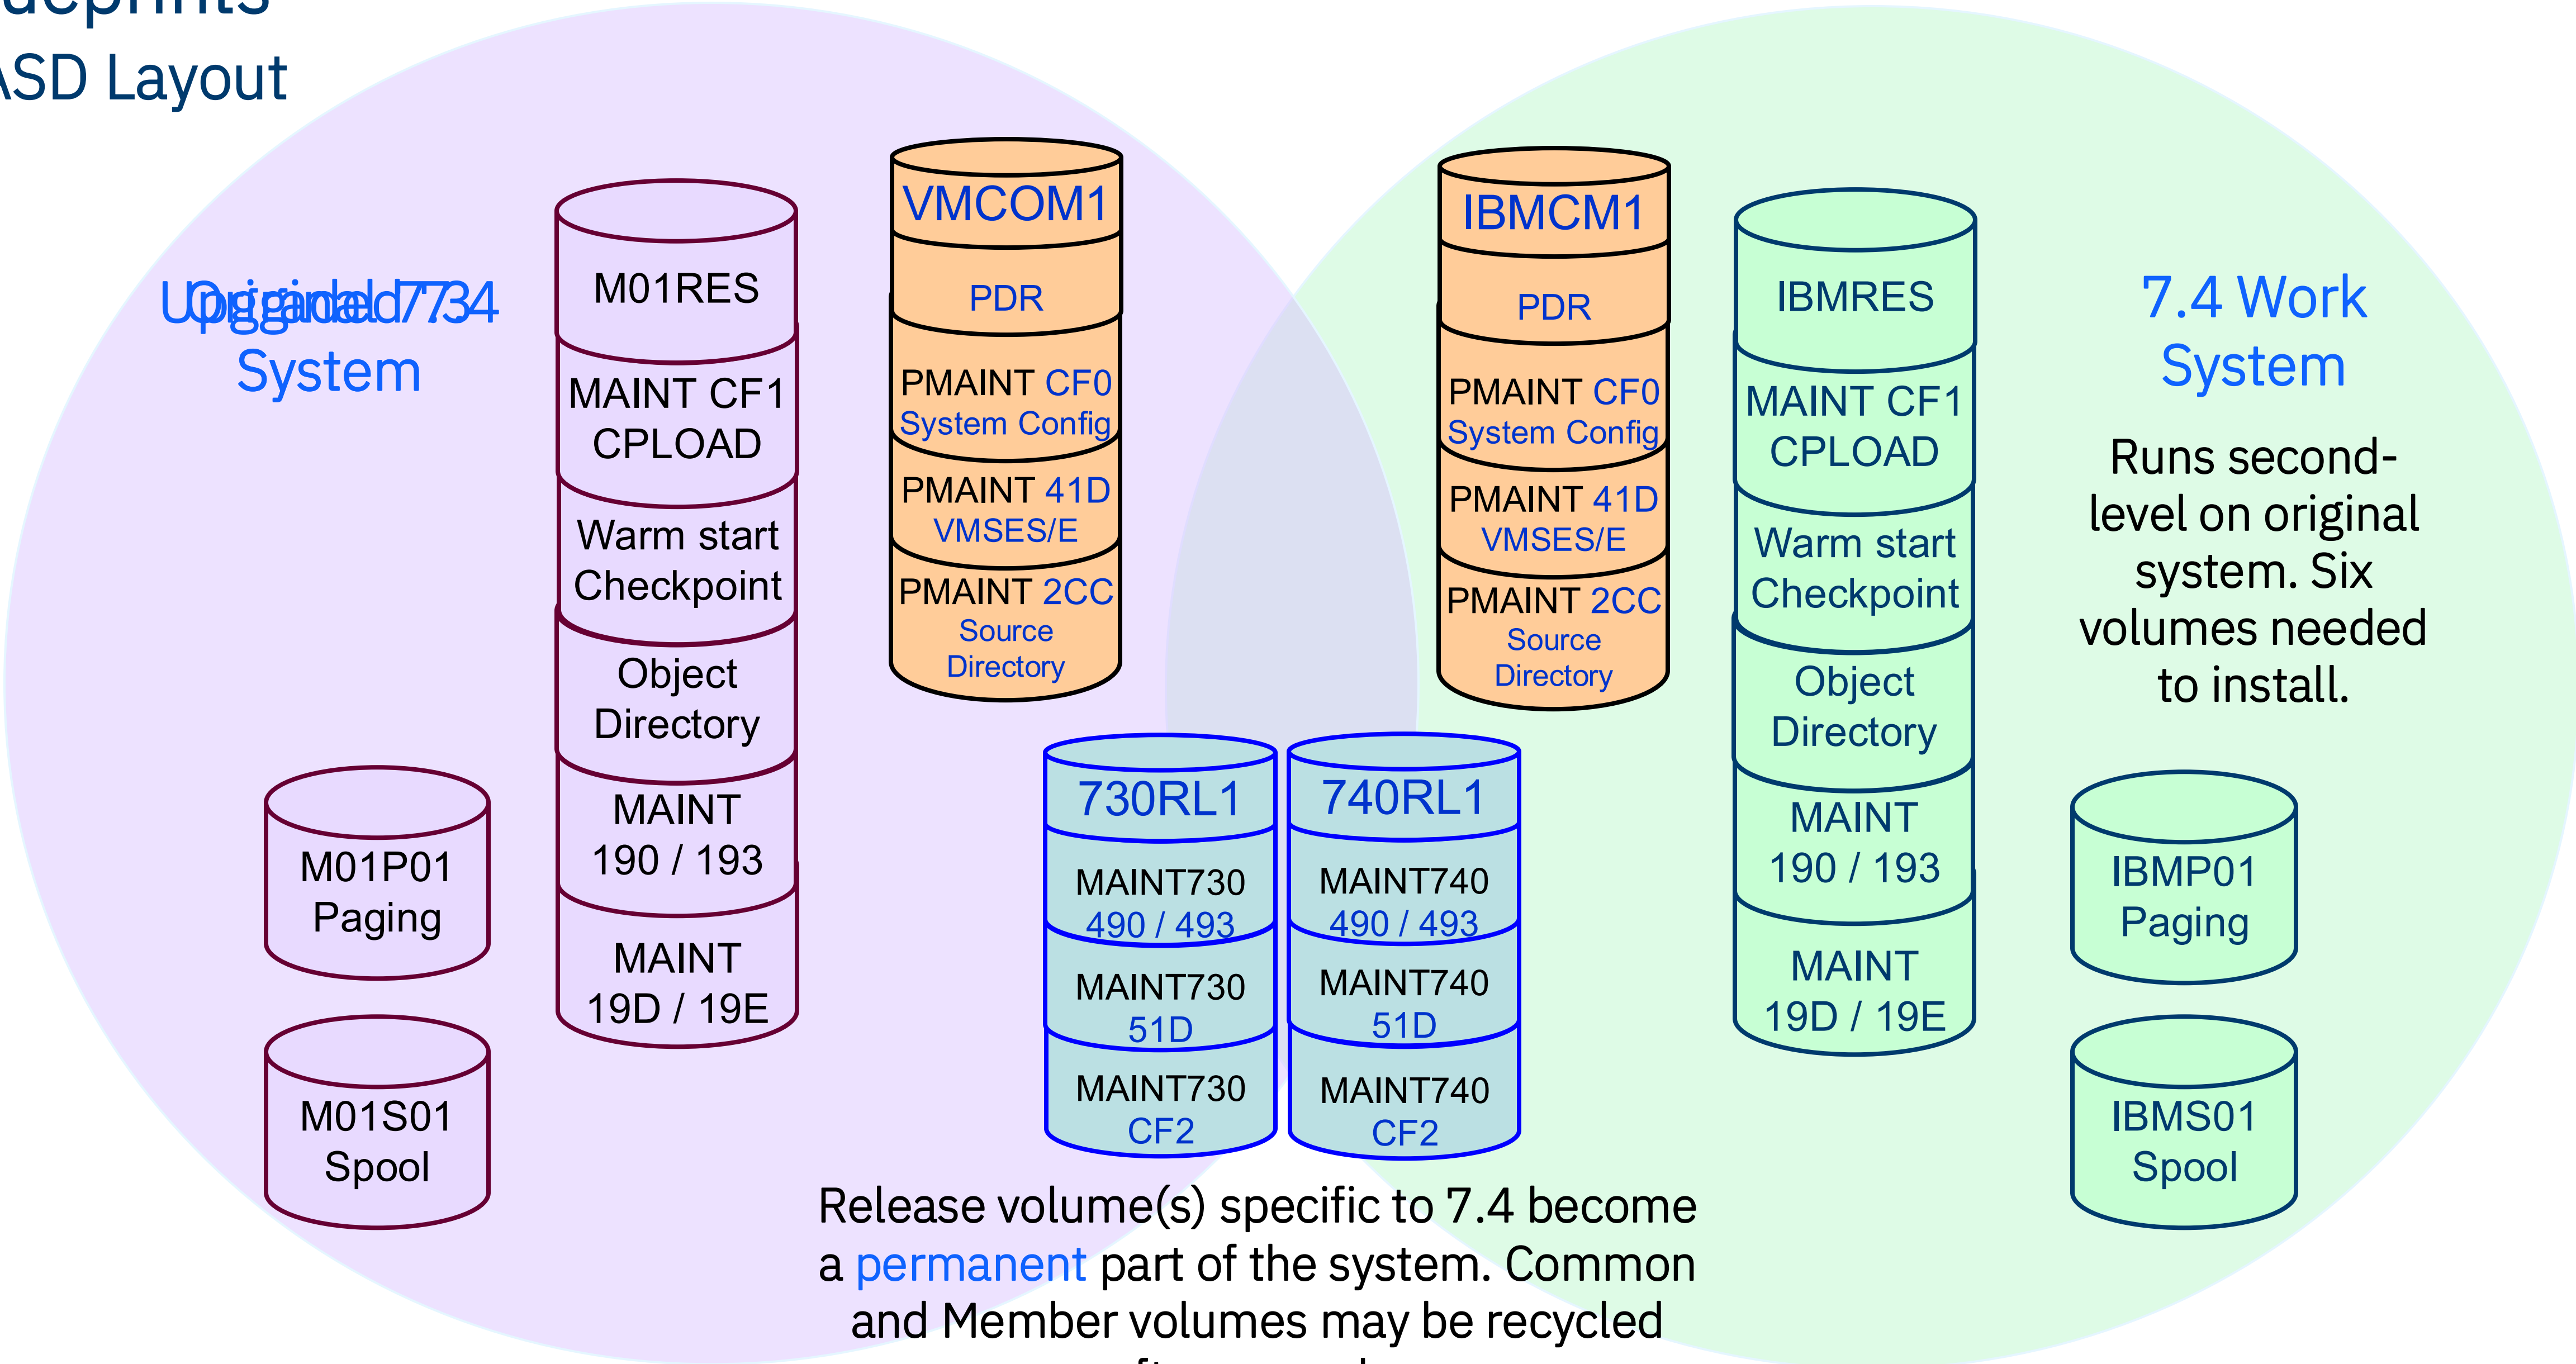 ueprints
ASD Layout
System
M01RES
MAINT CF1
CPLOAD
Warm start
Checkpoint
Object
Directory
MAINT
190 / 193
MAINT
19D / 19E
M01P01
Paging
M01S01
Spool
VMCOM1
PDR
PMAINT CF0
System Config
PMAINT 41D
VMSES/E
PMAINT 2CC
Source
Directory
730RL1
MAINT730
490 / 493
MAINT730
51D
MAINT730
CF2
740RL1
MAINT740
490 / 493
MAINT740
51D
MAINT740
CF2
IBMCM1
PDR
PMAINT CF0
System Config
PMAINT 41D
VMSES/E
PMAINT 2CC
Source
Directory
IBMRES
MAINT CF1
CPLOAD
Warm start
Checkpoint
Object
Directory
MAINT
190 / 193
MAINT
19D / 19E
7.4 Work
System
Runs second-
level on original
system. Six
volumes needed
to install.
IBMP01
Paging
IBMS01
Spool
Release volume(s) specific to 7.4 become
a permanent part of the system. Common
and Member volumes may be recycled